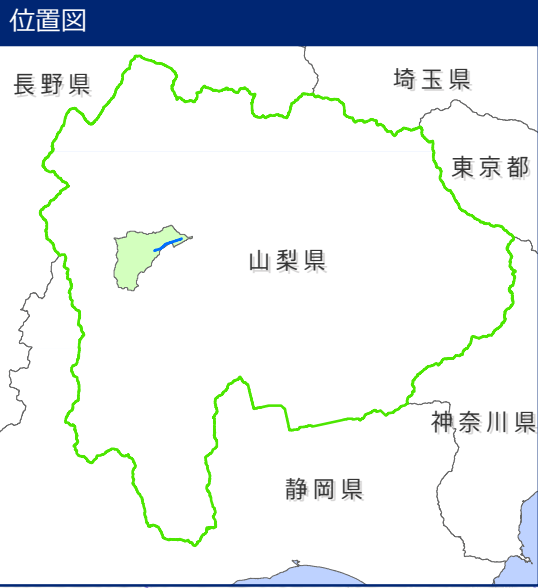 位置図
長野県
埼玉県
東京都
山梨県
神奈川県
静岡県